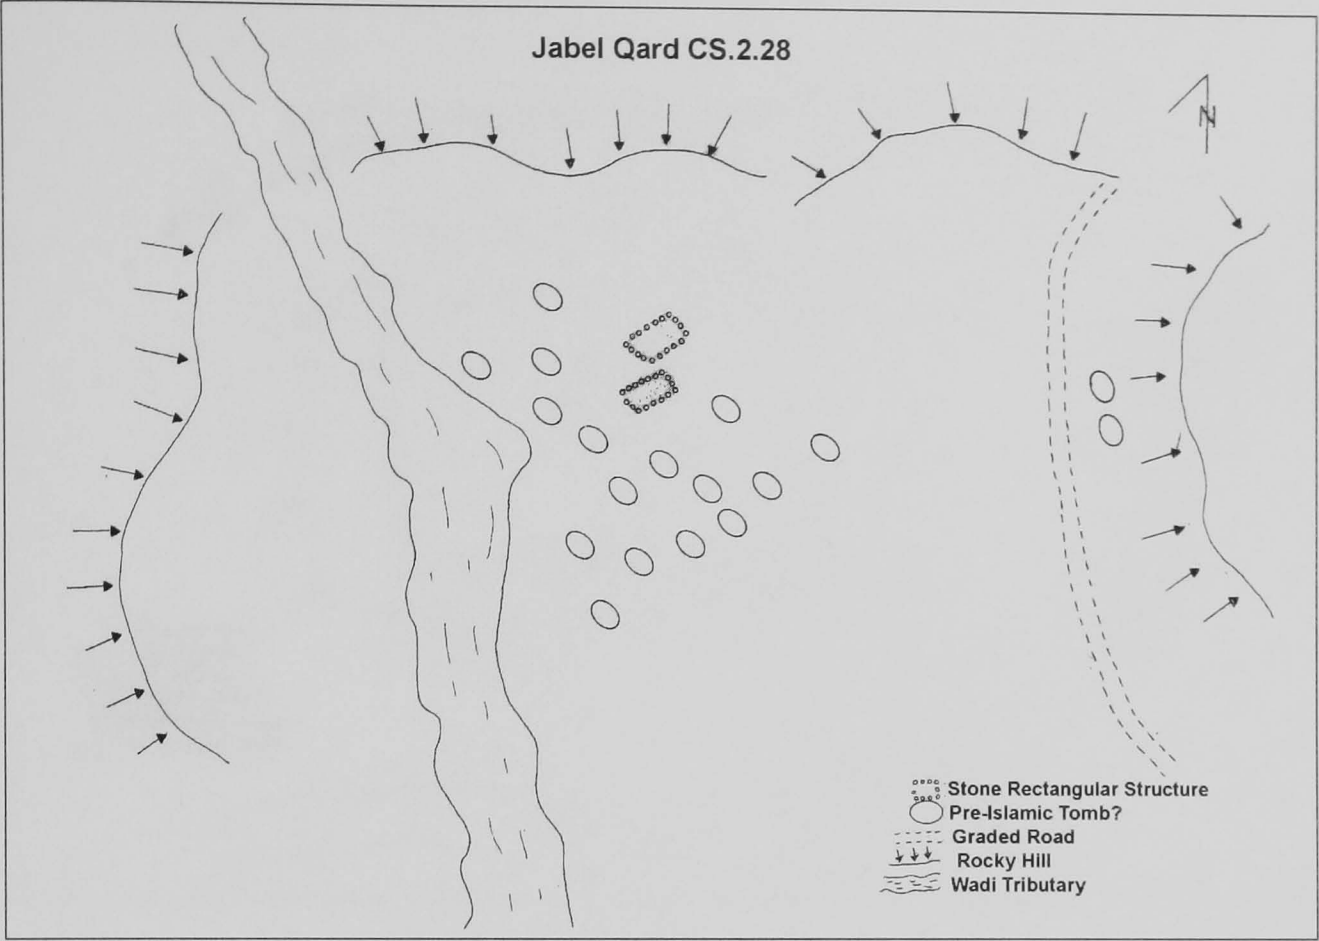 Jabel Qard CS.2.28
N
Stone Rectangular Structure
Pre-Islamic Tomb?
Graded Road
Rocky Hill
Wadi Tributary